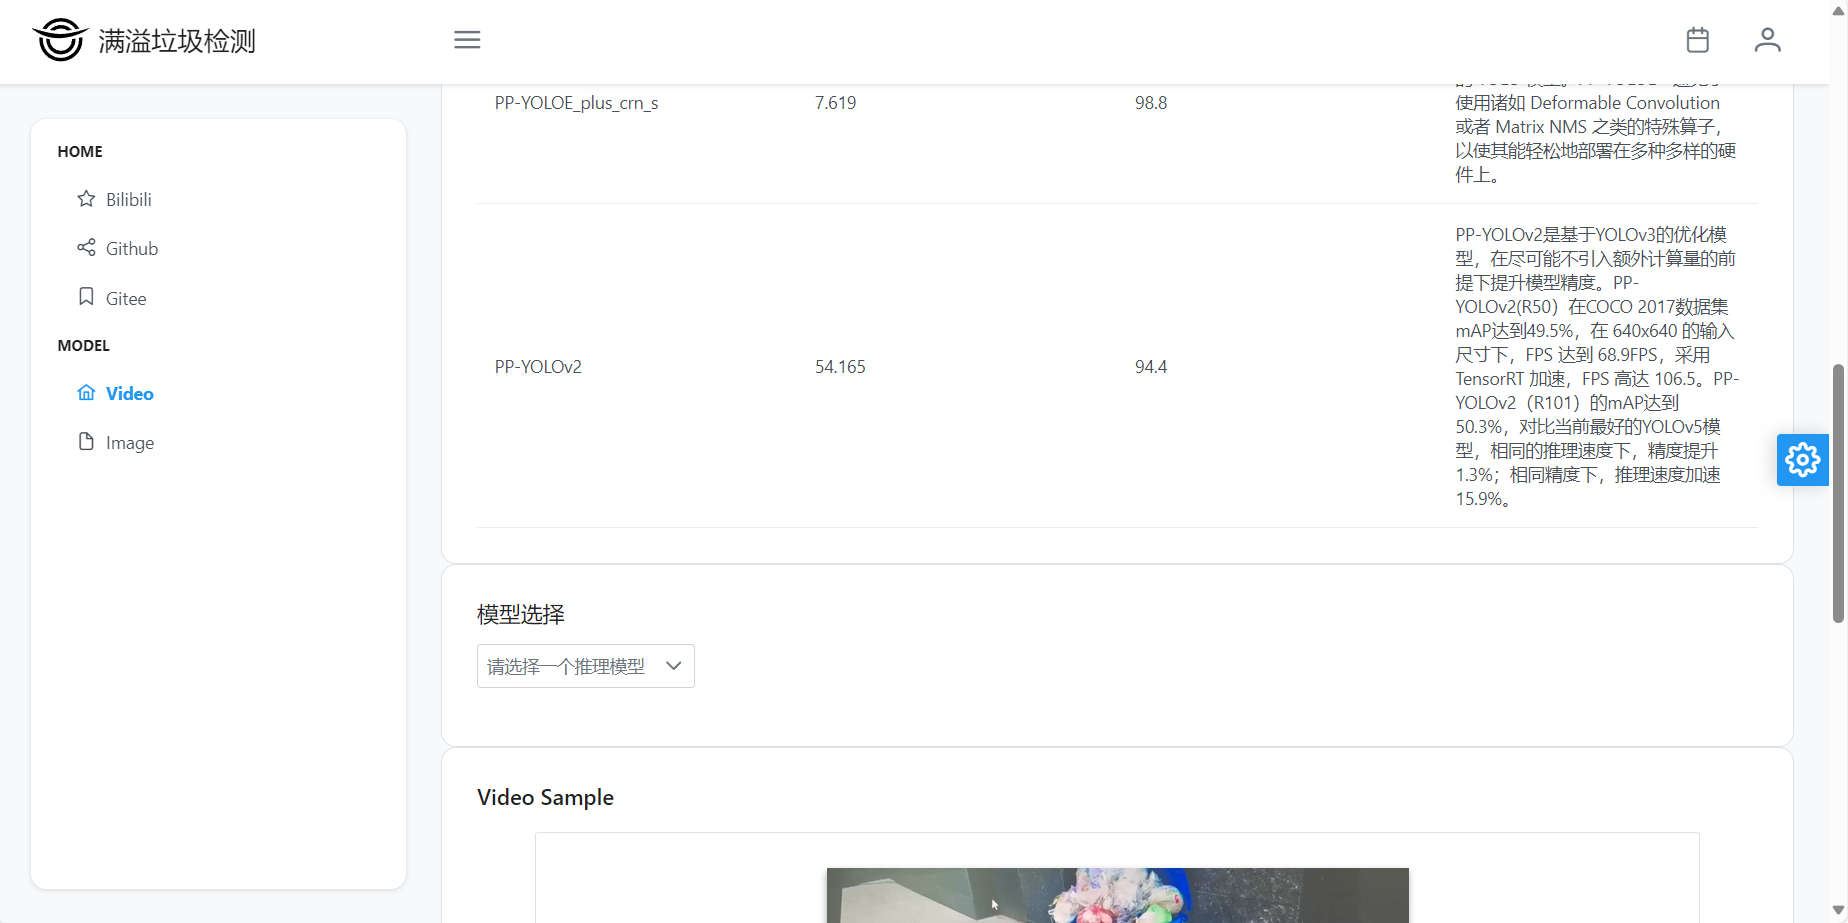 满溢垃圾检测
HOME
Bilibili
Github
Gitee
MODEL
Video
Image
PP-YOLOE_plus_crn_s
7.619
98.8
使用诸如 Deformable Convolution
或者 Matrix NMS 之类的特殊算子，
以使其能轻松地部署在多种多样的硬
件上。
PP-YOLOv2
54.165
94.4
PP-YOLOv2是基于YOLOv3的优化模
型，在尽可能不引入额外计算量的前
提下提升模型精度。PP-
YOLOv2(R50）在COCO 2017数据集
mAP达到49.5%，在 640x640 的输入
尺寸下，FPS 达到 68.9FPS，采用
TensorRT 加速，FPS 高达 106.5。PP-
YOLOv2（R101）的mAP达到
50.3%，对比当前最好的YOLOv5模
型，相同的推理速度下，精度提升
1.3%；相同精度下，推理速度加速
15.9%。
模型选择
请选择一个推理模型
Video Sample